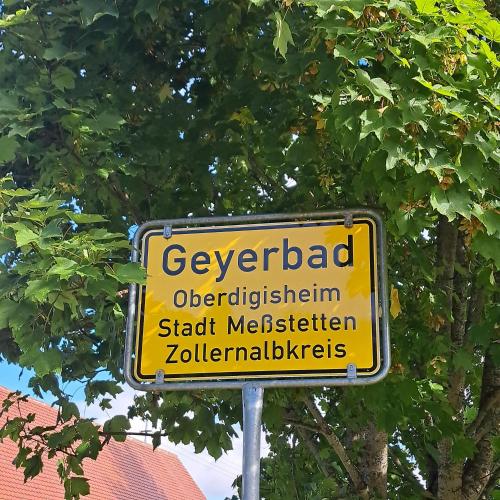 Geyerbad
Oberdigisheim
Stadt Meßstetten
Zollernalbkreis